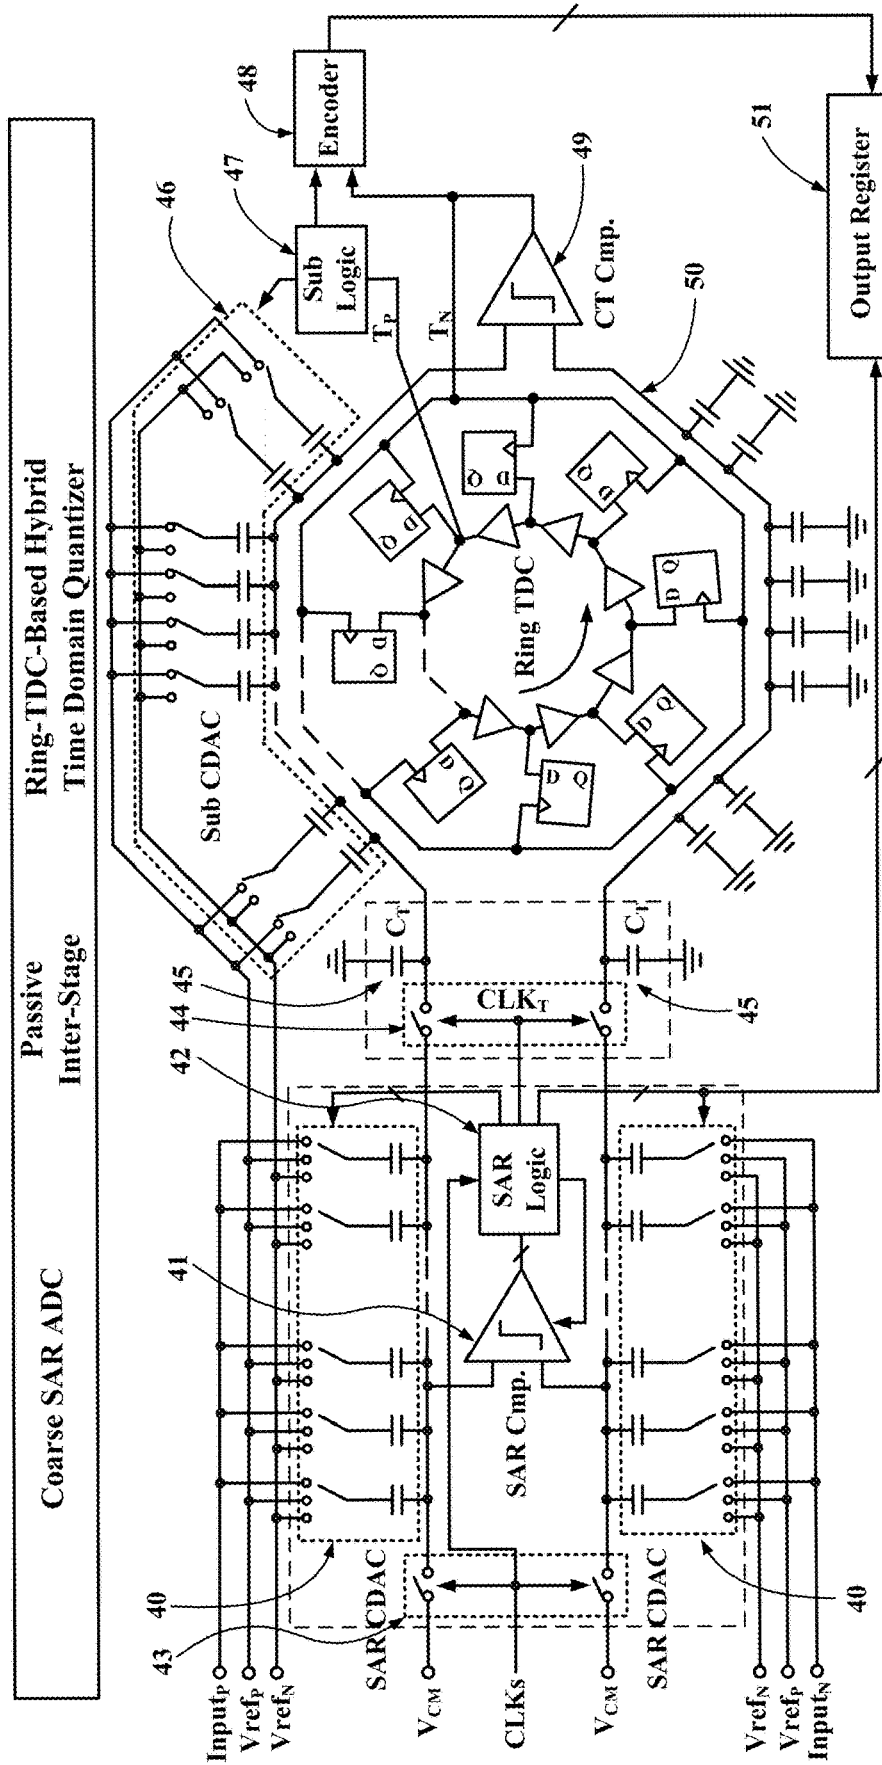 Coarse SAR ADC
Passive
Inter-Stage
Ring-TDC-Based Hybrid
Time Domain Quantizer
Input_P
Vref_P
Vref_N
V_CM
CLKs
V_CM
Vref_N
Vref_P
Input_N
43
40
SAR CDAC
SAR CDAC
40
41
SAR Cmp.
42
SAR
Logic
44
45
CLK_T
C_T
C_T
45
Sub CDAC
46
47
48
Sub
Logic
Encoder
T_P
T_N
49
CT Cmp.
50
51
Output Register
Ring TDC
D
Q
D
Q
D
Q
D
Q
D
Q
D
Q
D
Q
D
Q